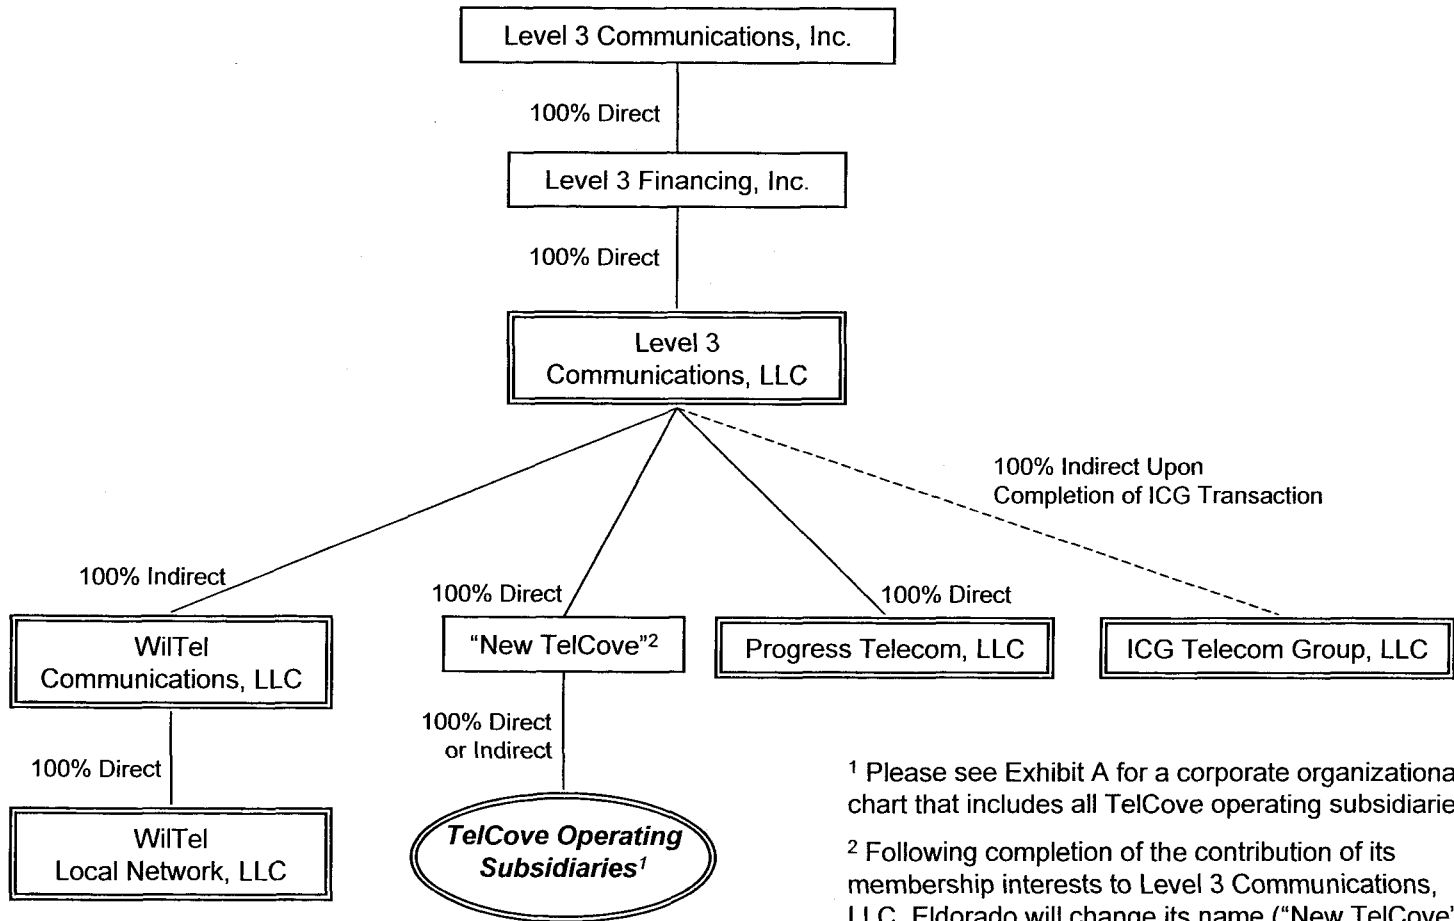 Level 3 Communications, Inc.
100% Direct
Level 3 Financing, Inc.
100% Direct
Level 3
Communications, LLC
100% Indirect Upon
Completion of ICG Transaction
100% Indirect
100% Direct
100% Direct
WilTel
Communications, LLC
“New TelCove”2
Progress Telecom, LLC
ICG Telecom Group, LLC
100% Direct
or Indirect
100% Direct
TelCove Operating
Subsidiaries1
WilTel
Local Network, LLC
1 Please see Exhibit A for a corporate organizationa
chart that includes all TelCove operating subsidiarie
2 Following completion of the contribution of its
membership interests to Level 3 Communications,
LLC, Eldorado will change its name (“New TelCove”